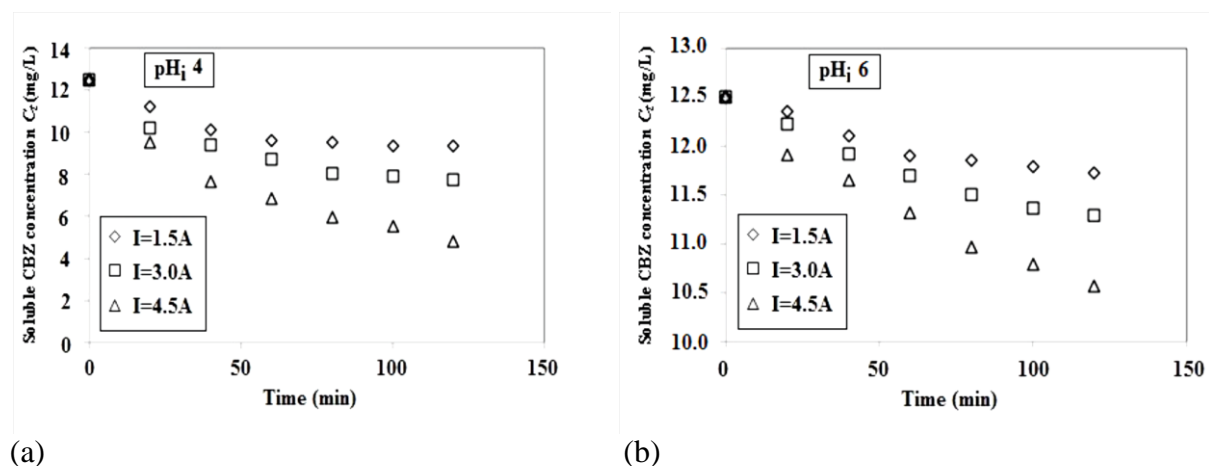 Soluble CBZ concentration Cₜ (mg/L)
14
12
10
8
6
4
2
0
pHᵢ 4
I=1.5A
I=3.0A
I=4.5A
0 50 100 150
Time (min)
(a)
Soluble CBZ concentration Cₜ (mg/L)
13.0
12.5
12.0
11.5
11.0
10.5
10.0
pHᵢ 6
I=1.5A
I=3.0A
I=4.5A
0 50 100 150
Time (min)
(b)